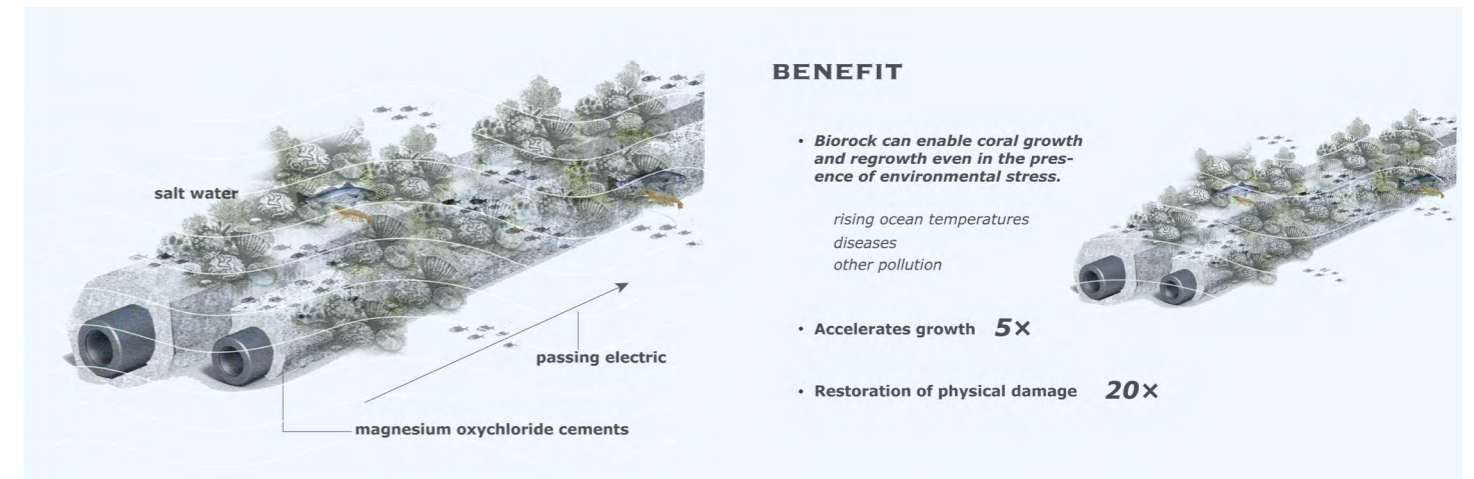 salt water
passing electric
magnesium oxychloride cements
BENEFIT
• Biorock can enable coral growth
and regrowth even in the pres-
ence of environmental stress.
rising ocean temperatures
diseases
other pollution
• Accelerates growth 5×
• Restoration of physical damage 20×